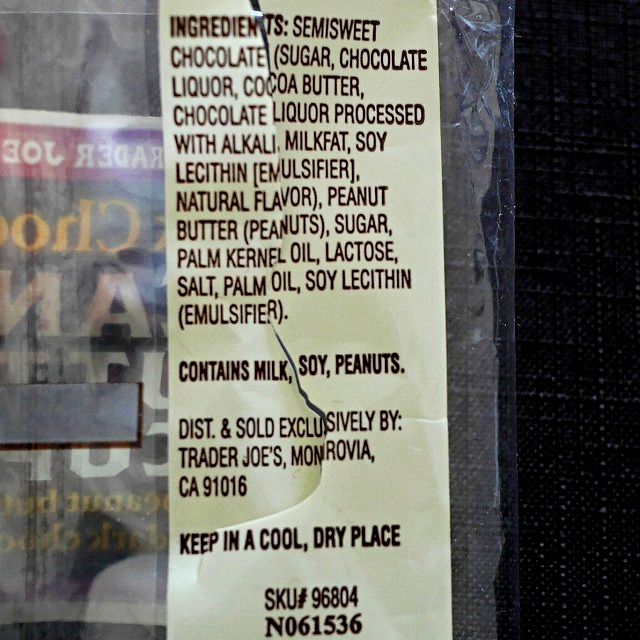 INGREDIENTS: SEMISWEET
CHOCOLATE (SUGAR, CHOCOLATE
LIQUOR, COCOA BUTTER,
CHOCOLATE LIQUOR PROCESSED
WITH ALKALI, MILKFAT, SOY
LECITHIN [EMULSIFIER],
NATURAL FLAVOR), PEANUT
BUTTER (PEANUTS), SUGAR,
PALM KERNEL OIL, LACTOSE,
SALT, PALM OIL, SOY LECITHIN
(EMULSIFIER).
CONTAINS MILK, SOY, PEANUTS.
DIST. & SOLD EXCLUSIVELY BY:
TRADER JOE'S, MONROVIA,
CA 91016
KEEP IN A COOL, DRY PLACE
SKU# 96804
N061536
RADER JOE